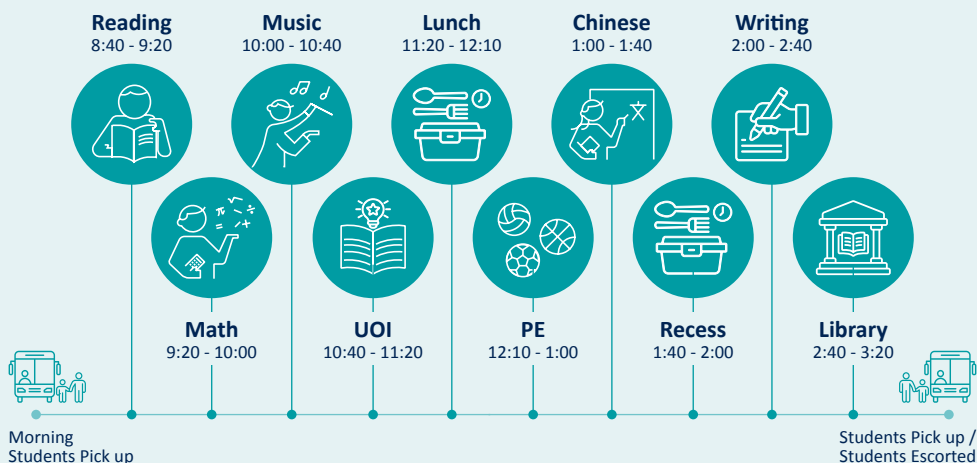 Reading
8:40 - 9:20
Music
10:00 - 10:40
Lunch
11:20 - 12:10
Chinese
1:00 - 1:40
Writing
2:00 - 2:40
文
π √ ÷
= / +
Math
9:20 - 10:00
UOI
10:40 - 11:20
PE
12:10 - 1:00
Recess
1:40 - 2:00
Library
2:40 - 3:20
Morning
Students Pick up
Students Pick up /
Students Escorted